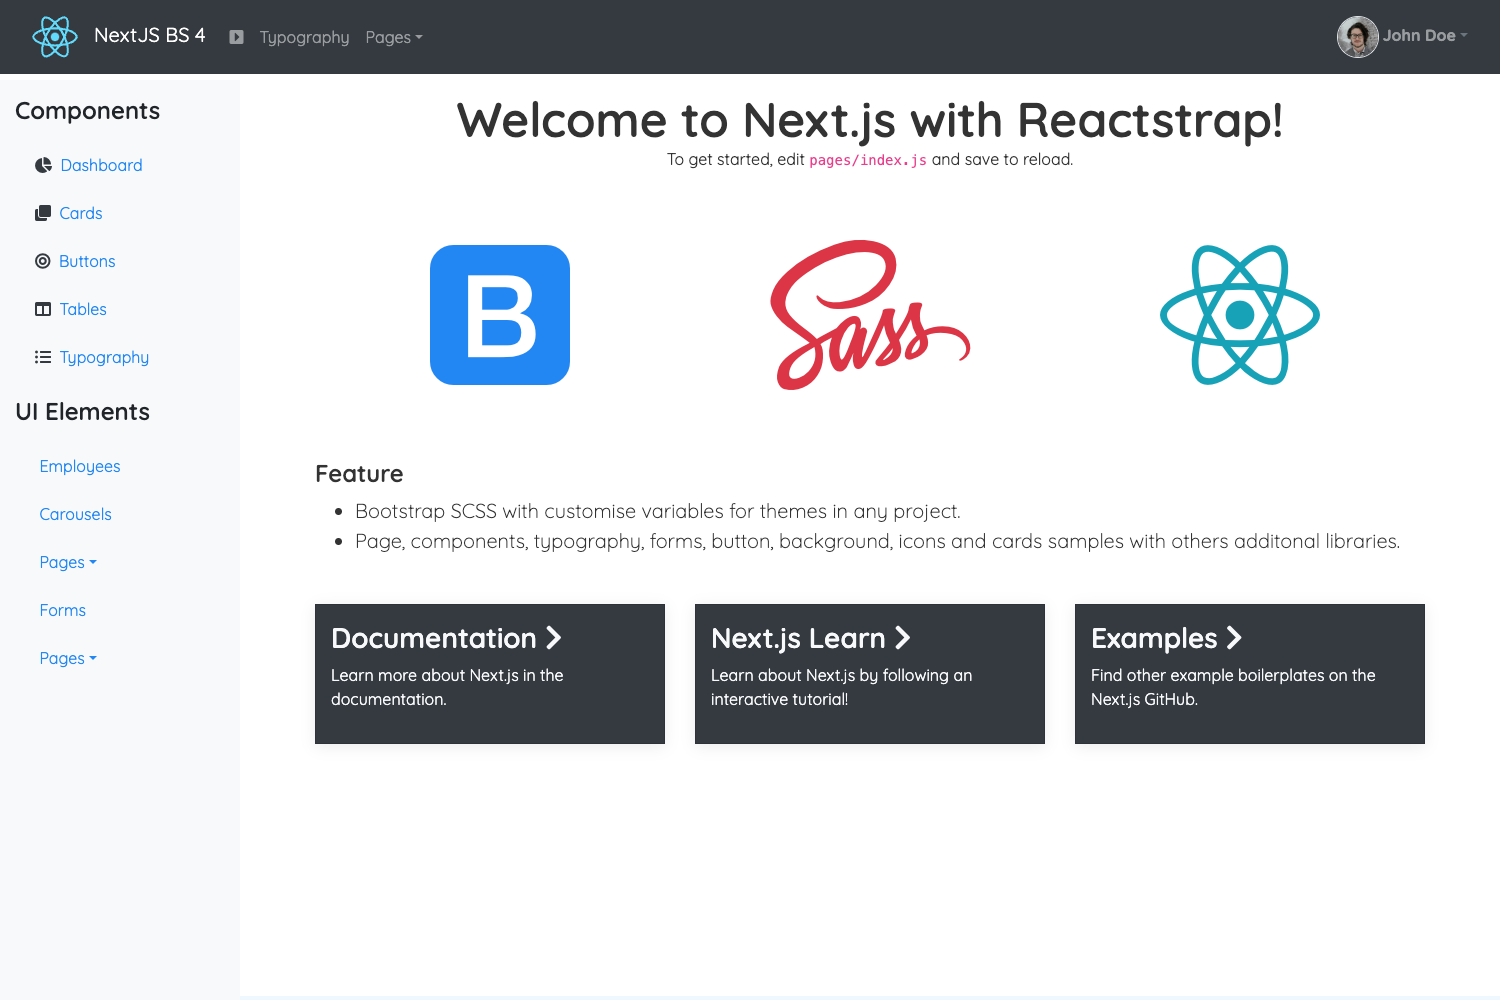 NextJS BS 4
Typography
Pages
John Doe
Components
Dashboard
Cards
Buttons
Tables
Typography
UI Elements
Employees
Carousels
Pages
Forms
Pages
Welcome to Next.js with Reactstrap!
To get started, edit pages/index.js and save to reload.
B
Sass
Feature
Bootstrap SCSS with customise variables for themes in any project.
Page, components, typography, forms, button, background, icons and cards samples with others additonal libraries.
Documentation
Learn more about Next.js in the
documentation.
Next.js Learn
Learn about Next.js by following an
interactive tutorial!
Examples
Find other example boilerplates on the
Next.js GitHub.